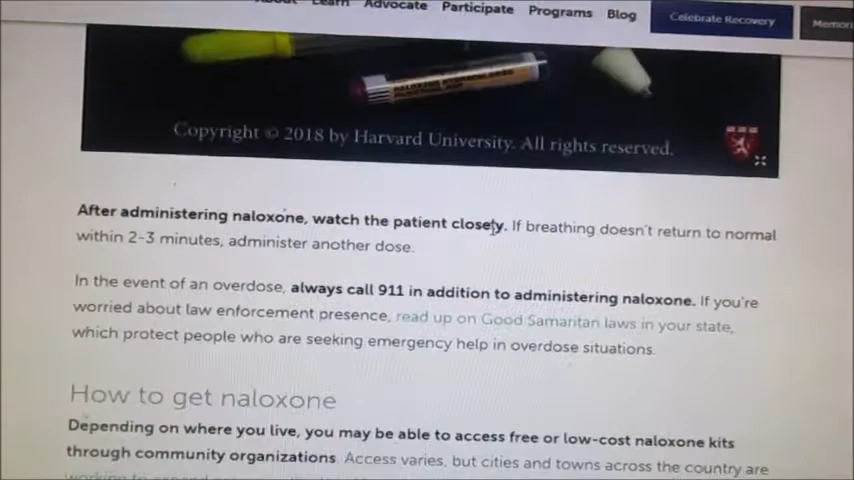 About Learn Advocate Participate Programs Blog
Celebrate Recovery
NALOXONE HYDROCHLORIDE
Copyright © 2018 by Harvard University. All rights reserved.
After administering naloxone, watch the patient closely. If breathing doesn't return to normal
within 2-3 minutes, administer another dose.
In the event of an overdose, always call 911 in addition to administering naloxone. If you're
worried about law enforcement presence, read up on Good Samaritan laws in your state,
which protect people who are seeking emergency help in overdose situations.
How to get naloxone
Depending on where you live, you may be able to access free or low-cost naloxone kits
through community organizations. Access varies, but cities and towns across the country are